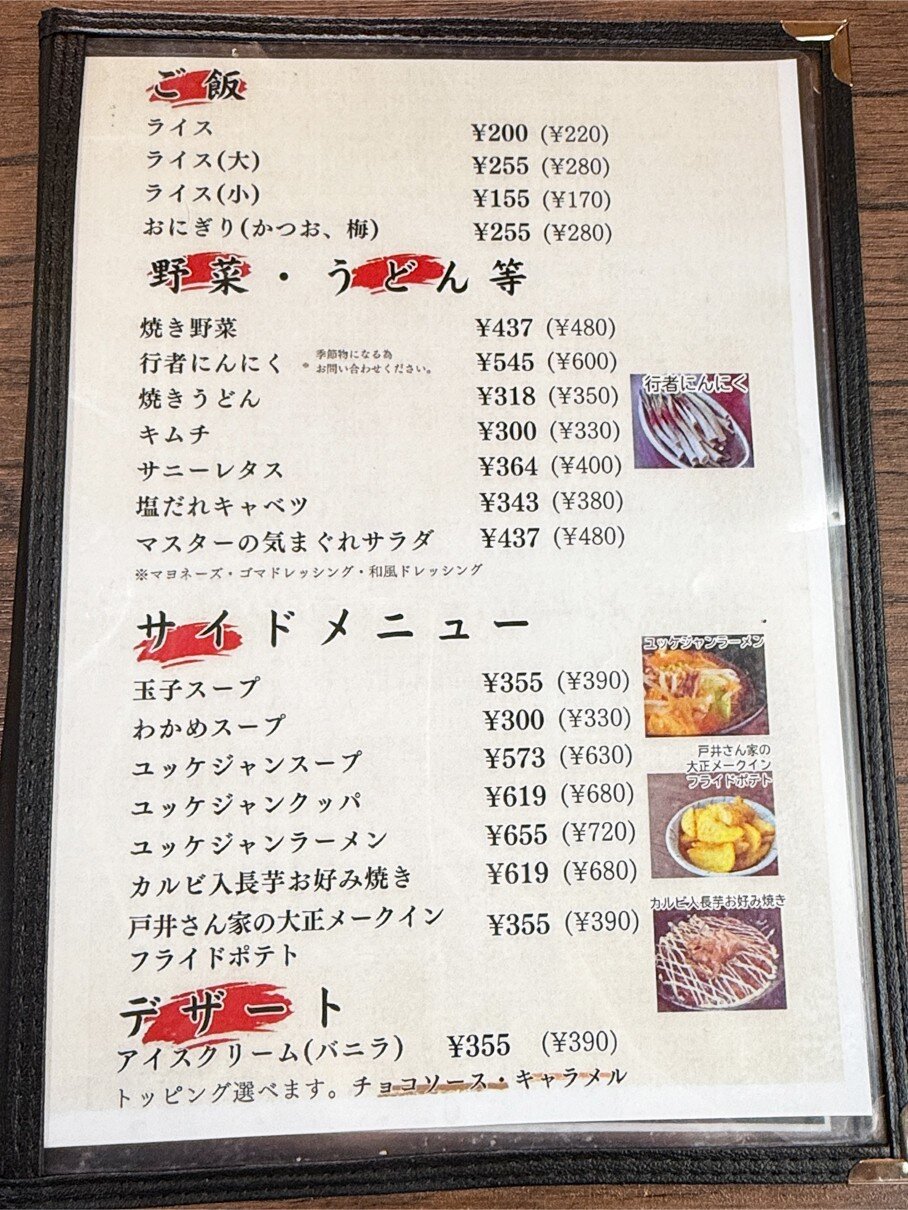 ご飯
ライス ¥200 (¥220)
ライス(大) ¥255 (¥280)
ライス(小) ¥155 (¥170)
おにぎり(かつお、梅) ¥255 (¥280)
野菜・うどん等
焼き野菜 ¥437 (¥480)
行者にんにく ※ 季節物になる為 お問い合わせください。 ¥545 (¥600)
焼きうどん ¥318 (¥350)
キムチ ¥300 (¥330)
サニーレタス ¥364 (¥400)
塩だれキャベツ ¥343 (¥380)
マスターの気まぐれサラダ ¥437 (¥480)
※マヨネーズ・ゴマドレッシング・和風ドレッシング
行者にんにく
サイドメニュー
玉子スープ ¥355 (¥390)
わかめスープ ¥300 (¥330)
ユッケジャンスープ ¥573 (¥630)
ユッケジャンクッパ ¥619 (¥680)
ユッケジャンラーメン ¥655 (¥720)
カルビ入長芋お好み焼き ¥619 (¥680)
戸井さん家の大正メークイン ¥355 (¥390)
フライドポテト
ユッケジャンラーメン
戸井さん家の
大正メークイン
フライドポテト
カルビ入長芋お好み焼き
デザート
アイスクリーム(バニラ) ¥355 (¥390)
トッピング選べます。チョコソース・キャラメル